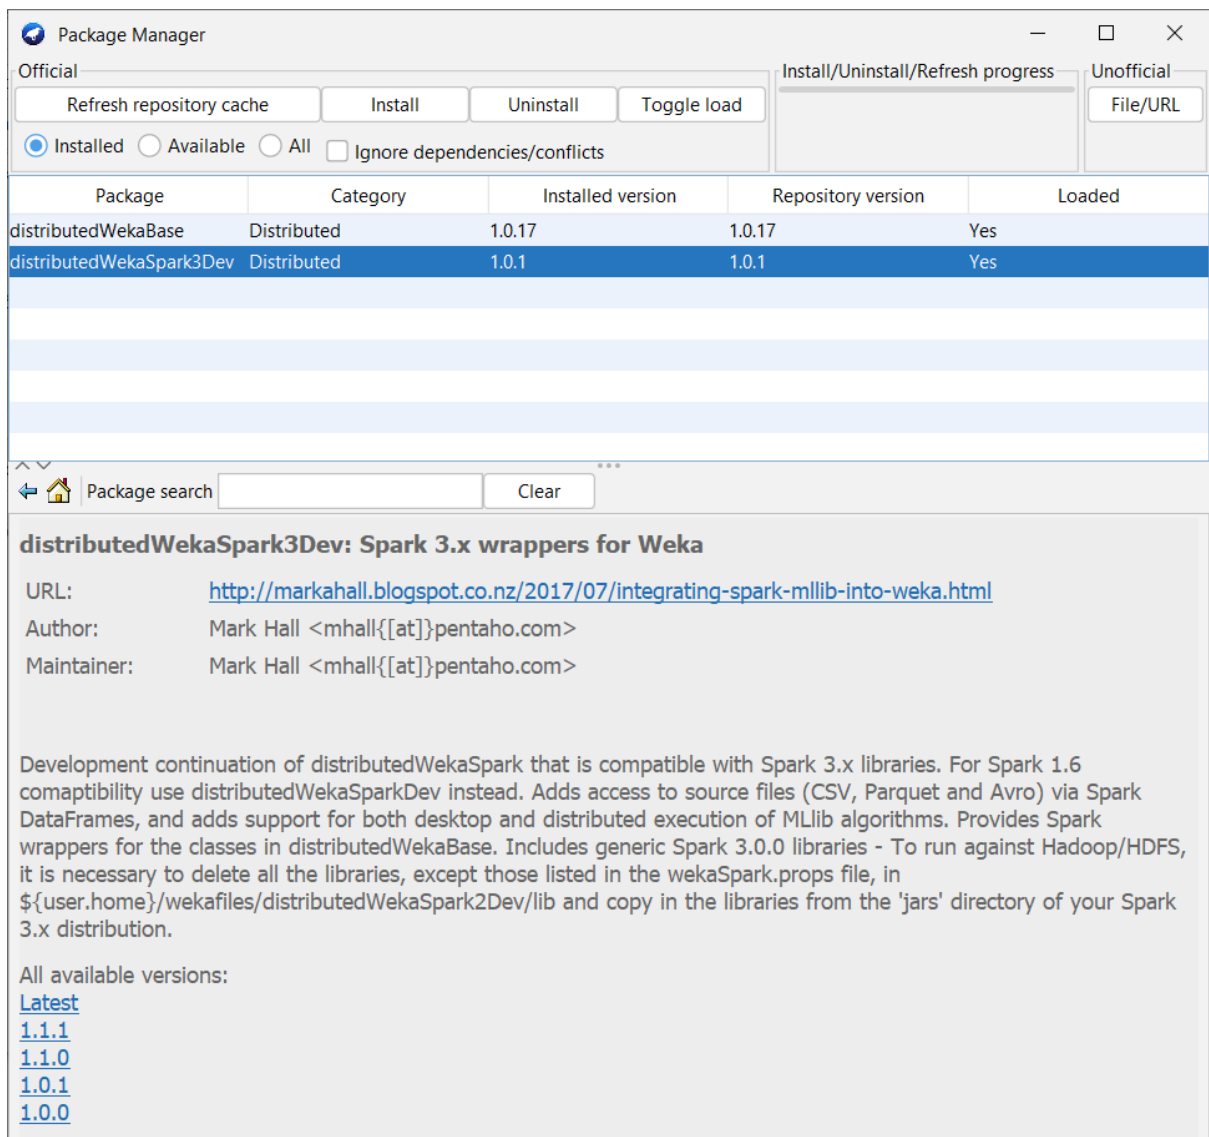 Package Manager
Official
Install/Uninstall/Refresh progress
Unofficial
Refresh repository cache
Install
Uninstall
Toggle load
File/URL
Installed
Available
All
Ignore dependencies/conflicts
Package Category Installed version Repository version Loaded
distributedWekaBase Distributed 1.0.17 1.0.17 Yes
distributedWekaSpark3Dev Distributed 1.0.1 1.0.1 Yes
Package search
Clear
distributedWekaSpark3Dev: Spark 3.x wrappers for Weka
URL: http://markahall.blogspot.co.nz/2017/07/integrating-spark-mllib-into-weka.html
Author: Mark Hall <mhall{[at]}pentaho.com>
Maintainer: Mark Hall <mhall{[at]}pentaho.com>
Development continuation of distributedWekaSpark that is compatible with Spark 3.x libraries. For Spark 1.6
comaptibility use distributedWekaSparkDev instead. Adds access to source files (CSV, Parquet and Avro) via Spark
DataFrames, and adds support for both desktop and distributed execution of MLlib algorithms. Provides Spark
wrappers for the classes in distributedWekaBase. Includes generic Spark 3.0.0 libraries - To run against Hadoop/HDFS,
it is necessary to delete all the libraries, except those listed in the wekaSpark.props file, in
${user.home}/wekafiles/distributedWekaSpark2Dev/lib and copy in the libraries from the 'jars' directory of your Spark
3.x distribution.
All available versions:
Latest
1.1.1
1.1.0
1.0.1
1.0.0